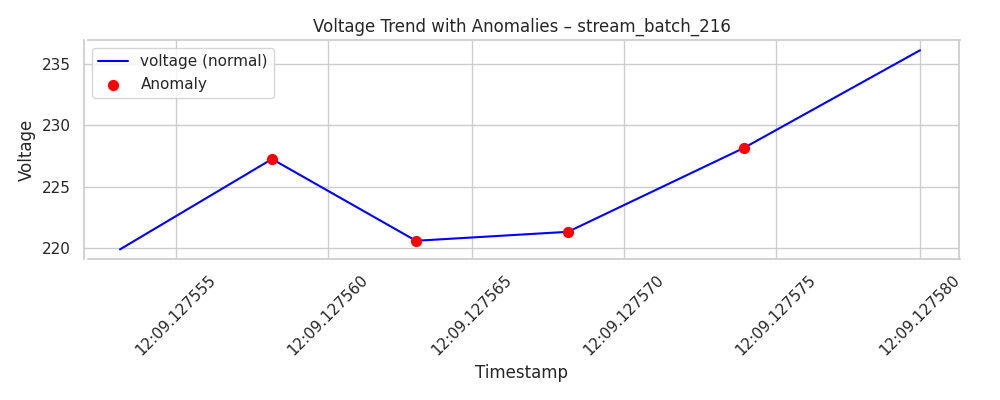 Voltage Trend with Anomalies – stream_batch_216
voltage (normal)
Anomaly
Voltage
235
230
225
220
12:09.127555
12:09.127560
12:09.127565
12:09.127570
12:09.127575
12:09.127580
Timestamp